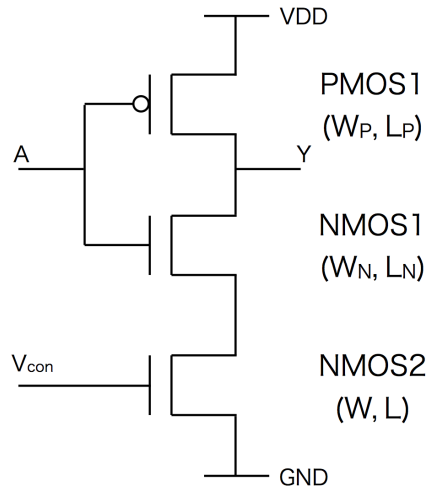 VDD
PMOS1
(WP, LP)
A
Y
NMOS1
(WN, LN)
Vcon
NMOS2
(W, L)
GND